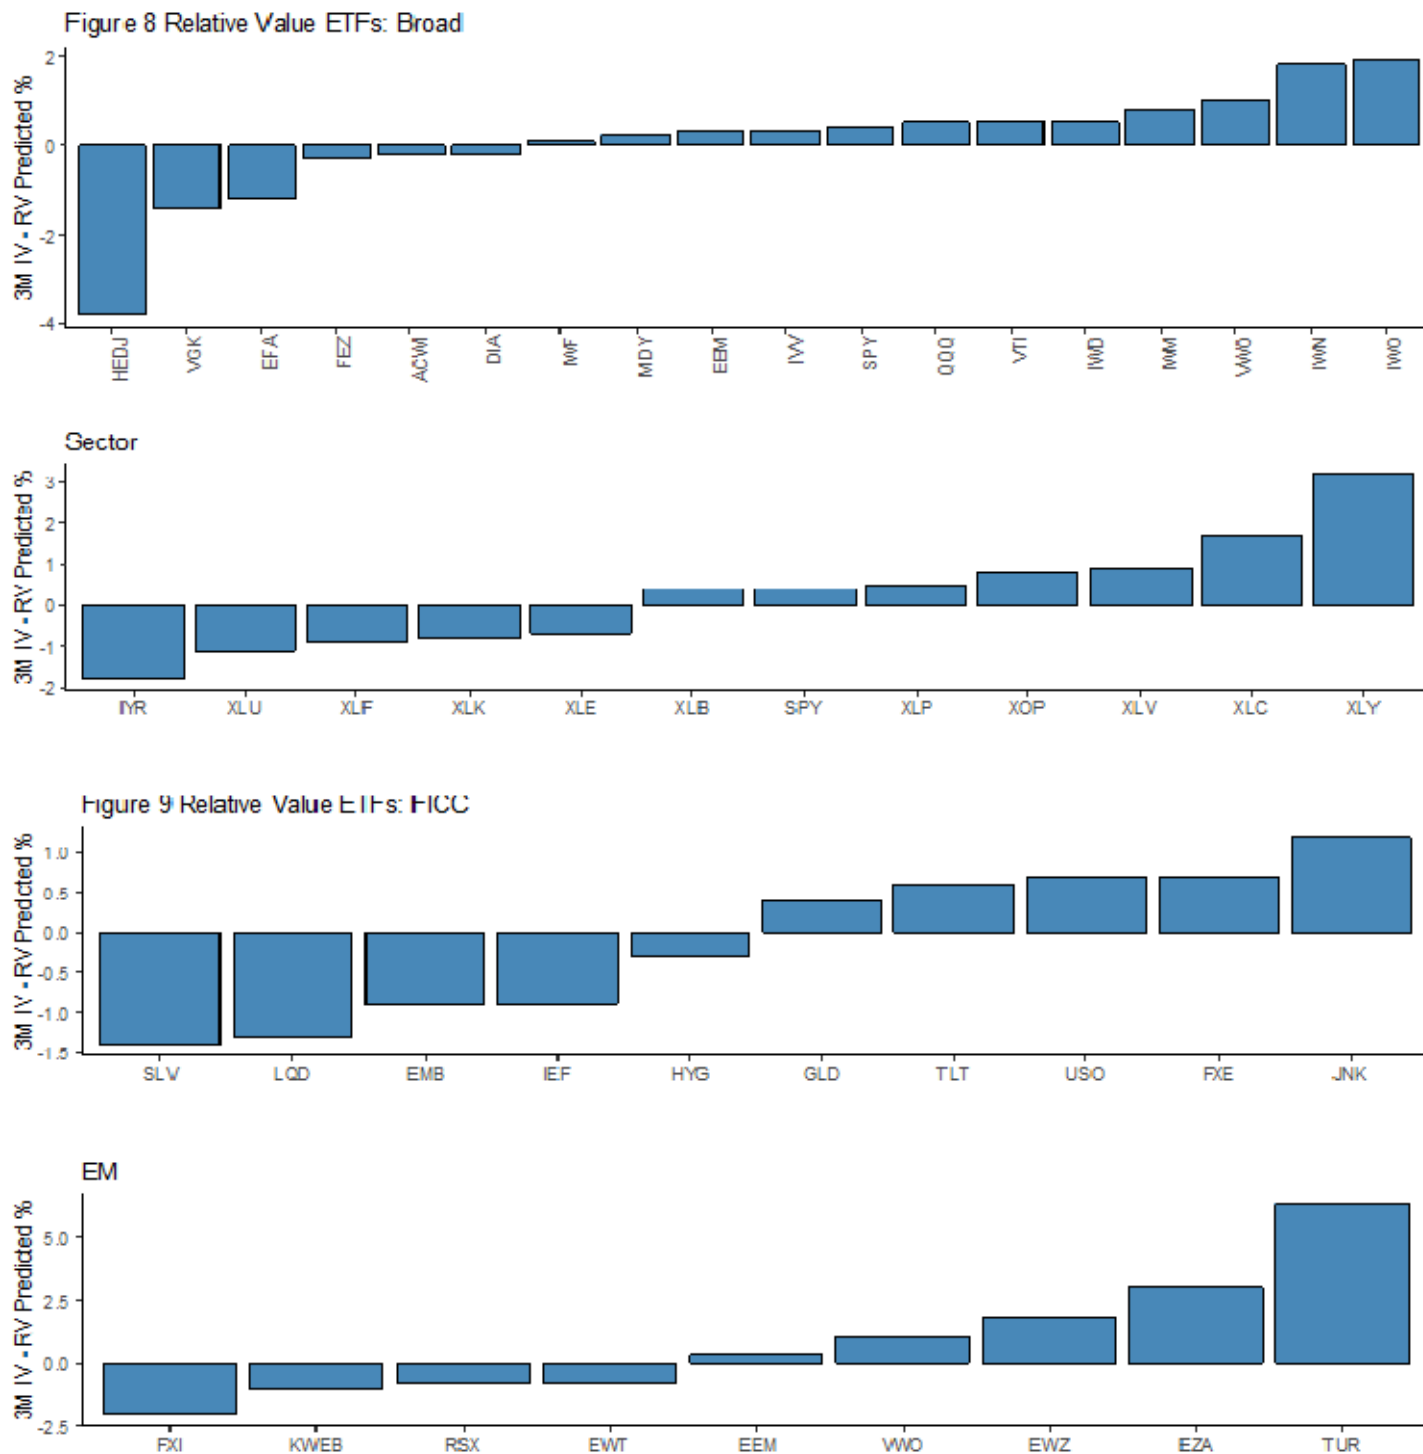 Figure 8 Relative Value ETFs: Broad
3M IV - RV Predicted %
2
0
-2
-4
HEDJ VGK EFA FEZ ACWI DIA IWF MDY EEM IVV SPY QQQ VTI IWD IWM VWO IWN IWO
Sector
3M IV - RV Predicted %
3
2
1
0
-1
-2
IYR XLU XLF XLK XLE XLB SPY XLP XOP XLV XLC XLY
Figure 9 Relative Value ETFs: FICC
3M IV - RV Predicted %
1.0
0.5
0.0
-0.5
-1.0
-1.5
SLV LQD EMB IEF HYG GLD TLT USO FXE JNK
EM
3M IV - RV Predicted %
5.0
2.5
0.0
-2.5
FXI KWEB RSX EWT EEM VWO EWZ EZA TUR